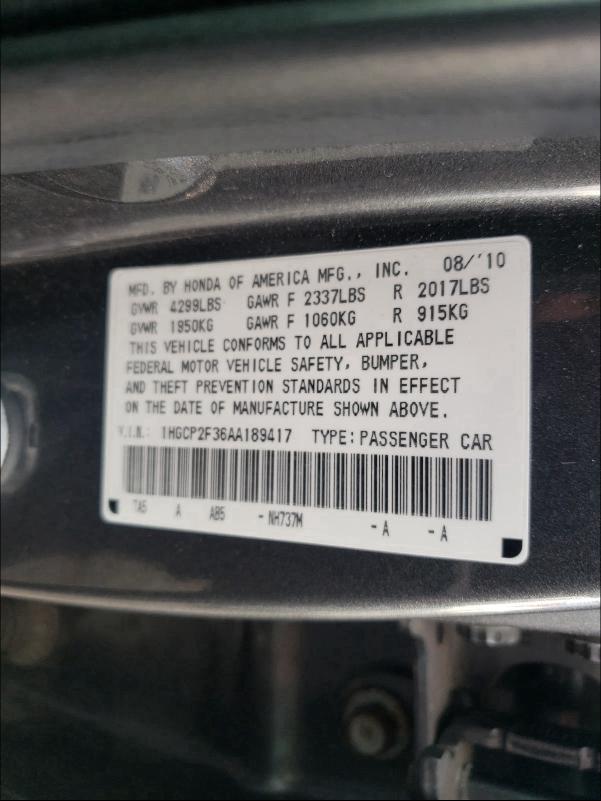 MFD. BY HONDA OF AMERICA MFG., INC. 08/'10
GVWR 4299LBS GAWR F 2337LBS R 2017LBS
GVWR 1950KG GAWR F 1060KG R 915KG
THIS VEHICLE CONFORMS TO ALL APPLICABLE
FEDERAL MOTOR VEHICLE SAFETY, BUMPER,
AND THEFT PREVENTION STANDARDS IN EFFECT
ON THE DATE OF MANUFACTURE SHOWN ABOVE.
V.I.N.: 1HGCP2F36AA189417 TYPE: PASSENGER CAR
TA5 A AB5 - NH737M - A - A